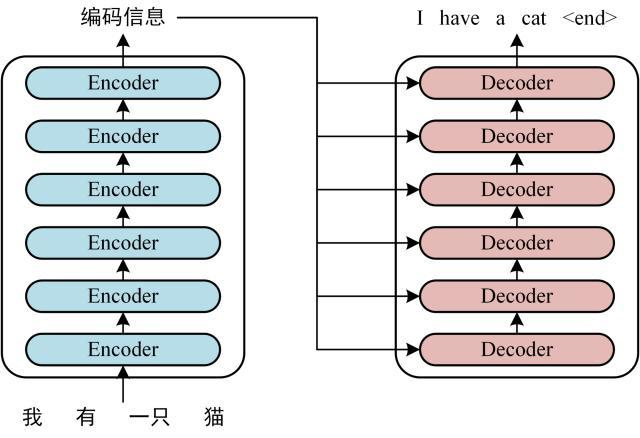 编码信息
I have a cat <end>
Encoder
Encoder
Encoder
Encoder
Encoder
Encoder
Decoder
Decoder
Decoder
Decoder
Decoder
Decoder
我 有 一只 猫